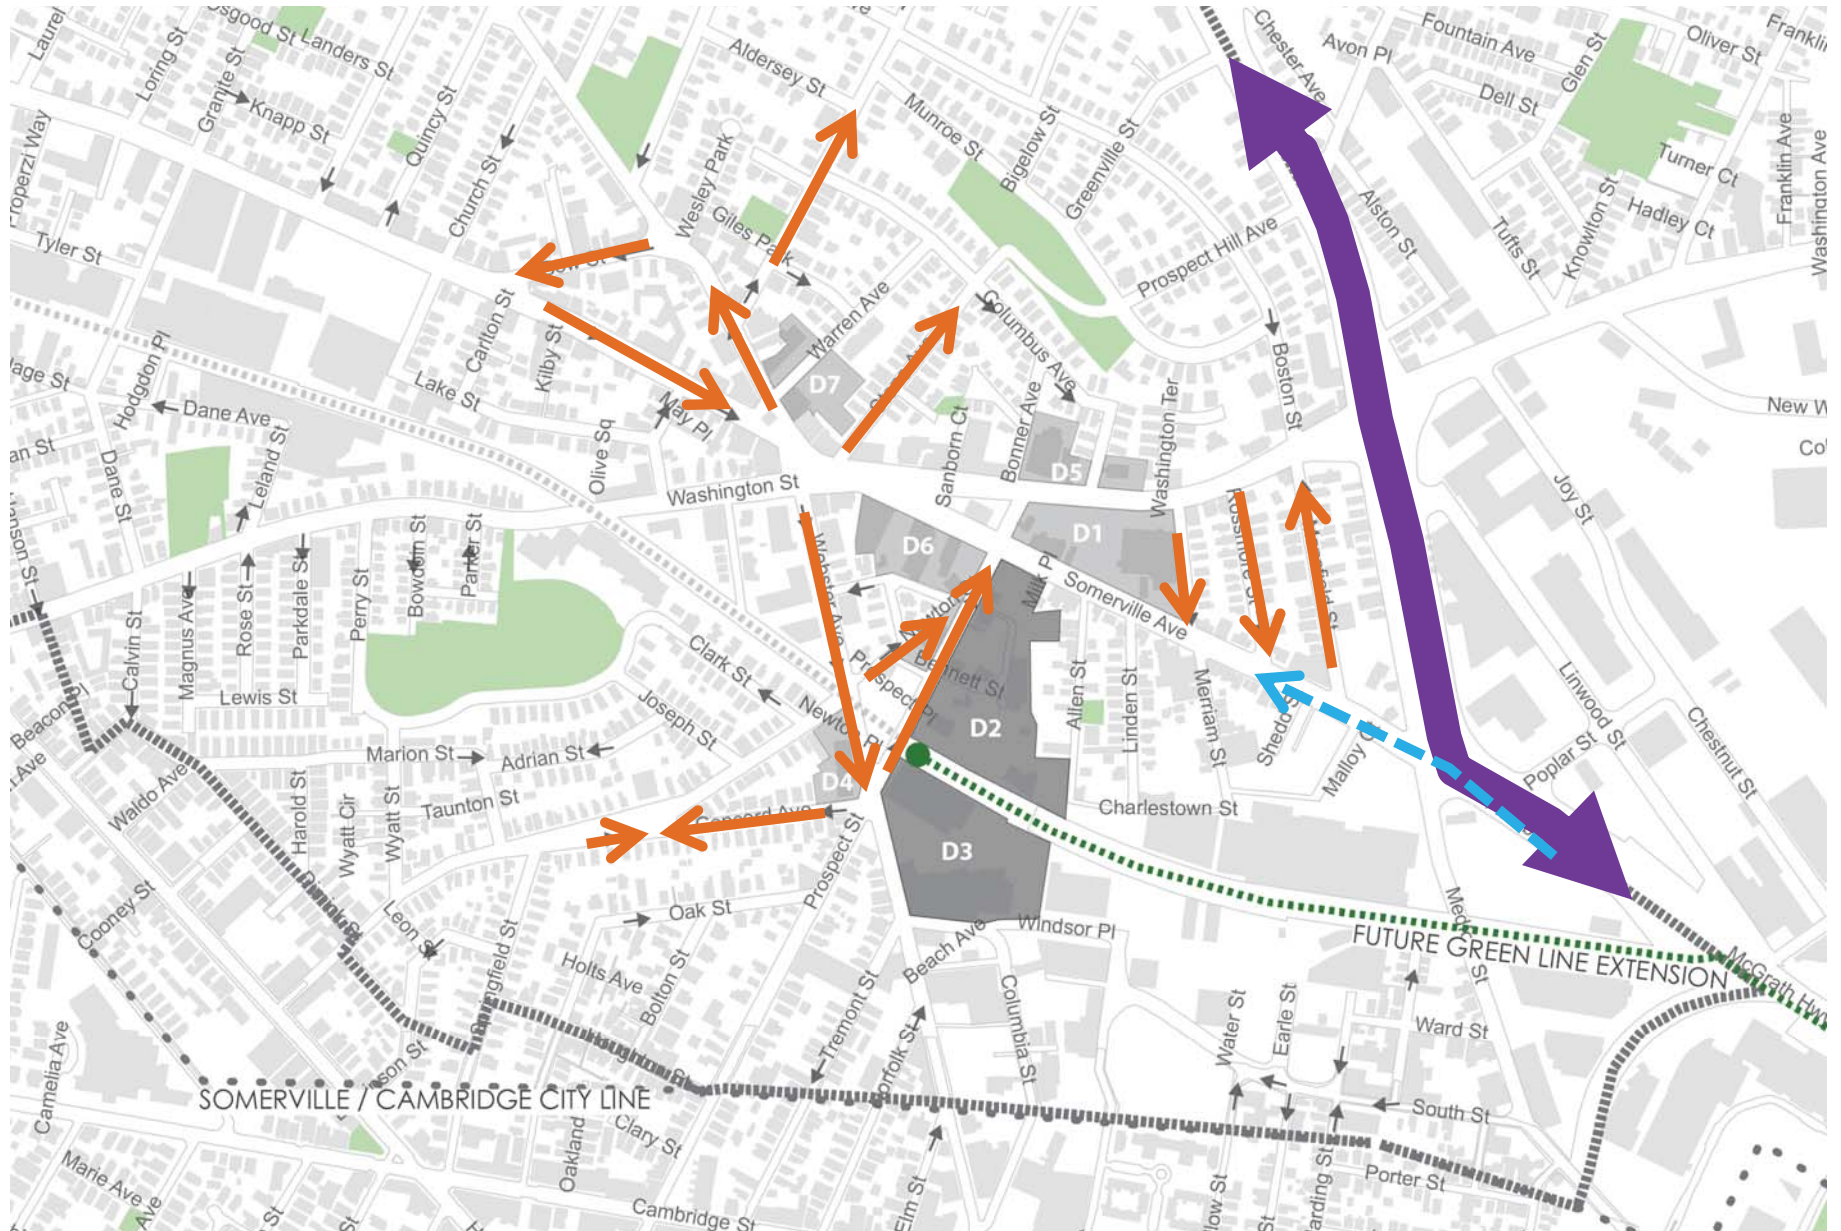 Landers St
Loring St
Granite St
Knapp St
Quincy St
Church St
Properzi Way
Tyler St
Aldersey St
Munroe St
Wesley Park
Giles Park
Bigelow St
Greenville St
Chester Ave
Avon Pl
Fountain Ave
Glen St
Oliver St
Dell St
Turner Ct
Franklin Ave
Washington Ave
Hadley Ct
Knowlton St
Tufts St
Alston St
Prospect Hill Ave
Columbus Ave
Boston St
Warren Ave
D7
Carlton St
Kilby St
Lake St
May Pl
Olive Sq
Hodgdon Pl
Dane Ave
Dane St
Leland St
Washington St
Sanborn Ct
Bonner Ave
D5
Washington Ter
D1
D6
Milk Pl
Somerville Ave
Rossmore St
Mansfield St
Webster Ave
Joy St
Linwood St
Chestnut St
Poplar St
Hanson St
Calvin St
Magnus Ave
Rose St
Parkdale St
Perry St
Bowdoin St
Parker St
Lewis St
Clark St
Joseph St
Prospect Pl
Bennett St
Newton Pl
D2
Allen St
Linden St
Merriam St
Malloy Ct
Charlestown St
Marion St
Adrian St
Taunton St
Waldo Ave
Harold St
Wyatt Cir
Wyatt St
D4
Concord Ave
D3
Prospect St
Oak St
Leon St
Springfield St
Holts Ave
Bolton St
Houghton St
Cooney St
Beach Ave
Windsor Pl
Tremont St
Norfolk St
Columbia St
FUTURE GREEN LINE EXTENSION
McGrath Hwy
Water St
Earle St
Ward St
South St
Porter St
SOMERVILLE / CAMBRIDGE CITY LINE
Camelia Ave
Marie Ave
Oakland
Clary St
Cambridge St
Elm St